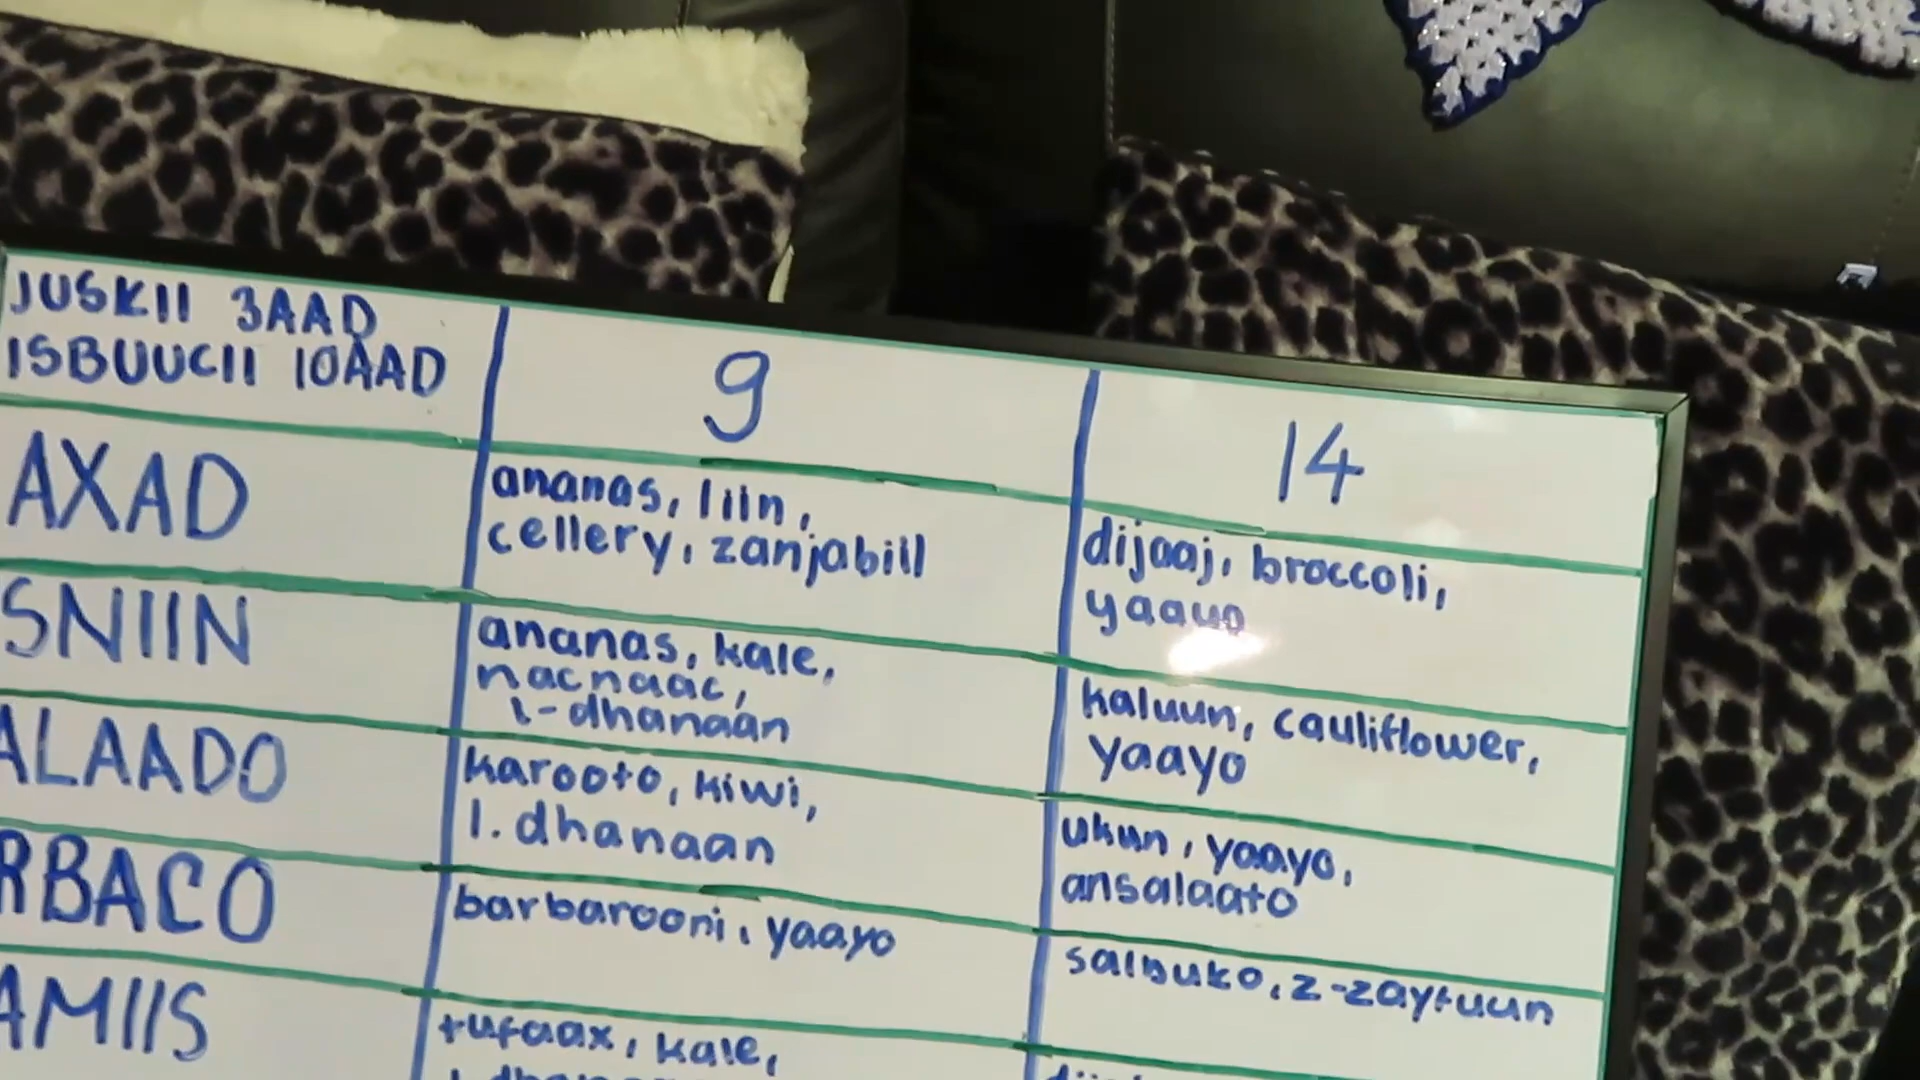 JUSKII 3AAD
ISBUUCII 10AAD
9
14
AXAD
ananas, liin,
cellery, zanjabiil
dijaaj, broccoli,
yaayo
SNIIN
ananas, kale,
nacnaac,
l-dhanaan
kaluun, cauliflower,
yaayo
ALAADO
karooto, kiwi,
l.dhanaan
ukun, yaayo,
ansalaato
RBACO
barbarooni, yaayo
salbuko, z-zaytuun
AMIIS
tufaax, kale,